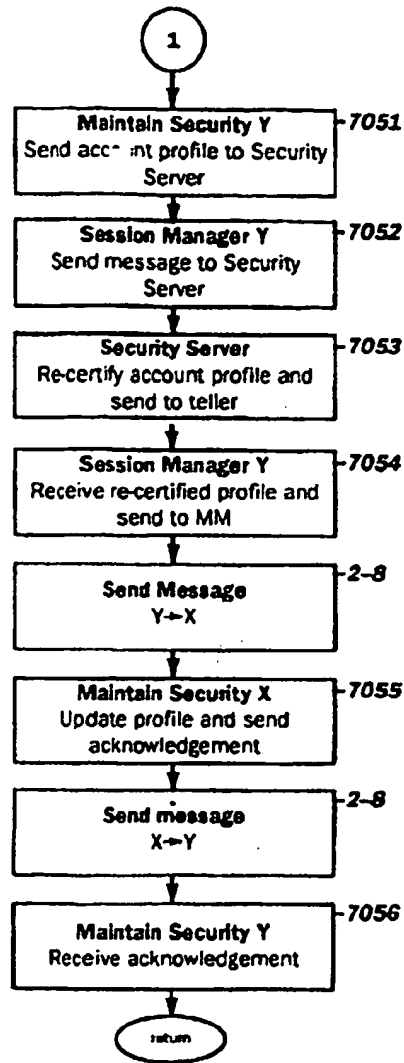 1
Maintain Security Y
7051
Send account profile to Security
Server
Session Manager Y
7052
Send message to Security
Server
Security Server
7053
Re-certify account profile and
send to teller
Session Manager Y
7054
Receive re-certified profile and
send to MM
Send Message
2-8
Y→X
Maintain Security X
7055
Update profile and send
acknowledgement
Send message
2-8
X→Y
Maintain Security Y
7056
Receive acknowledgement
return